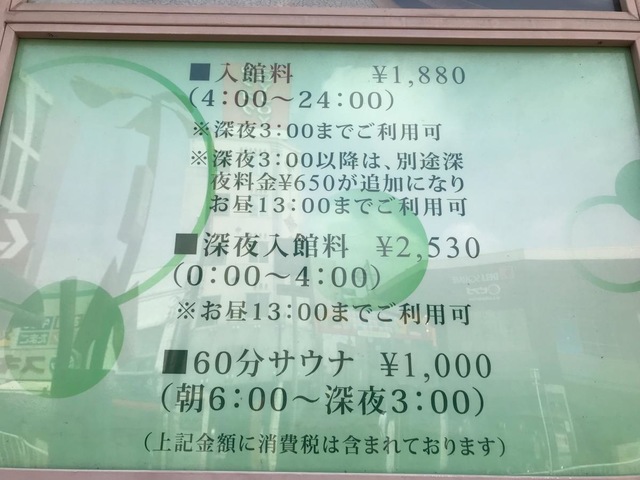 ■入館料 ¥1,880
(4:00～24:00)
※深夜3:00までご利用可
※深夜3:00以降は、別途深
夜料金¥650が追加になり
お昼13:00までご利用可
■深夜入館料 ¥2,530
(0:00～4:00)
※お昼13:00までご利用可
■60分サウナ ¥1,000
(朝6:00～深夜3:00)
(上記金額に消費税は含まれております)